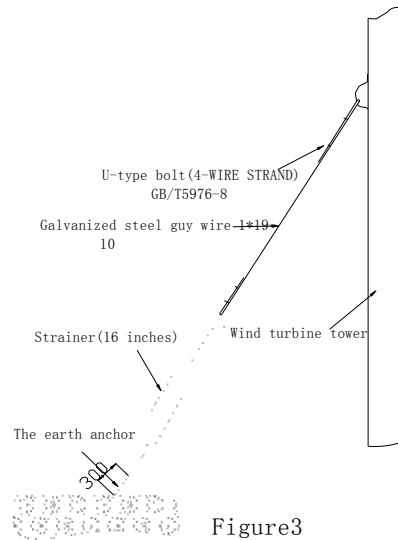 U-type bolt(4-WIRE STRAND)
GB/T5976-8
Galvanized steel guy wire 1*19
10
Strainer(16 inches)
Wind turbine tower
The earth anchor
300
Figure3